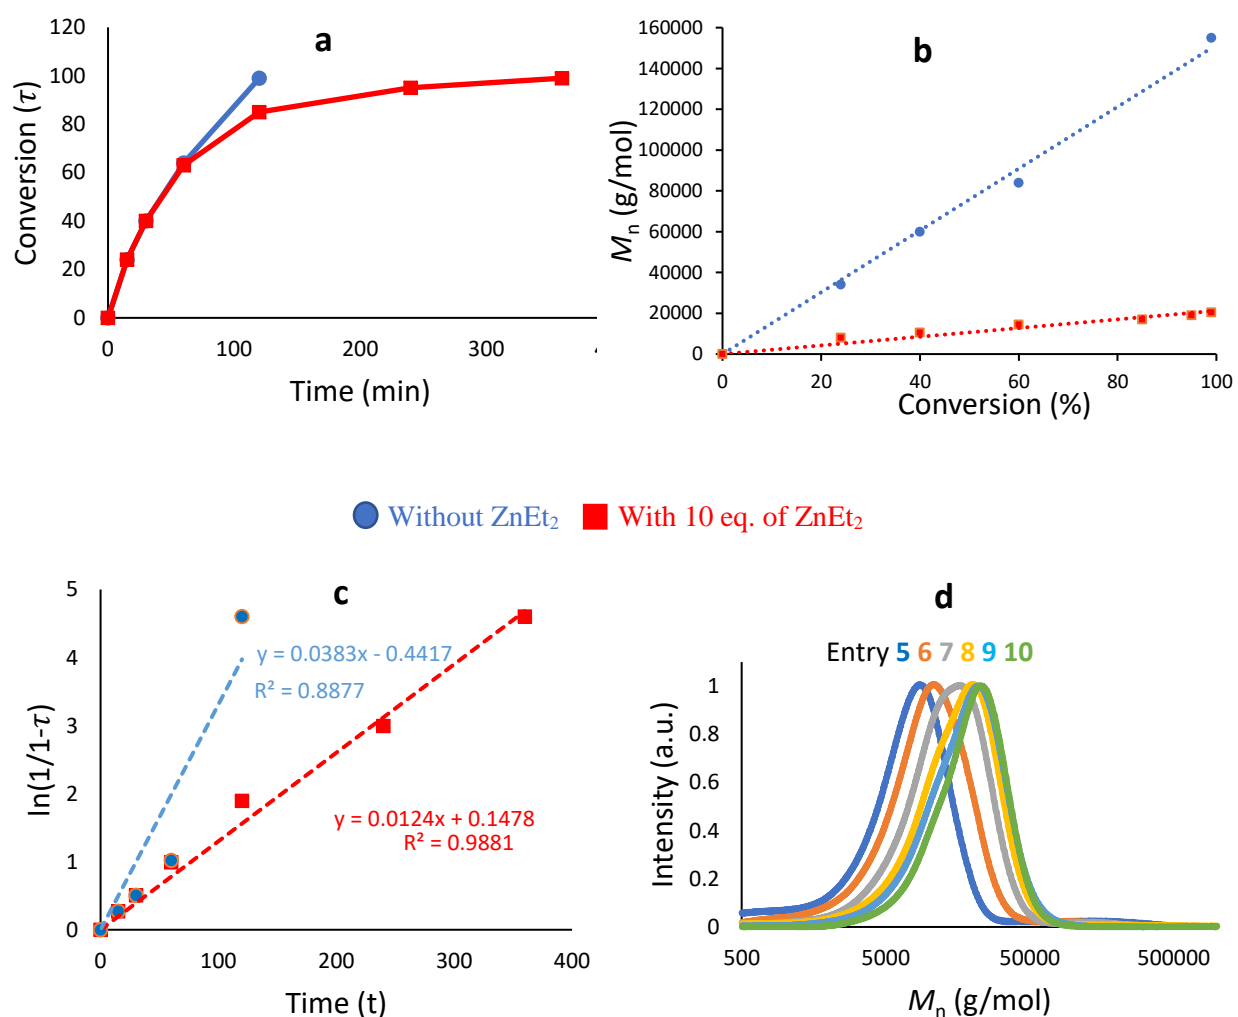 a
120
100
80
60
40
20
0
Conversion (τ)
0 100 200 300
Time (min)
b
160000
140000
120000
100000
80000
60000
40000
20000
0
Mn (g/mol)
0 20 40 60 80 100
Conversion (%)
Without ZnEt₂ With 10 eq. of ZnEt₂
c
5
4
3
2
1
0
ln(1/1-τ)
y = 0.0383x - 0.4417
R² = 0.8877
y = 0.0124x + 0.1478
R² = 0.9881
0 100 200 300 400
Time (t)
d
Entry 5 6 7 8 9 10
1
0.8
0.6
0.4
0.2
0
Intensity (a.u.)
500 5000 50000 500000
Mn (g/mol)